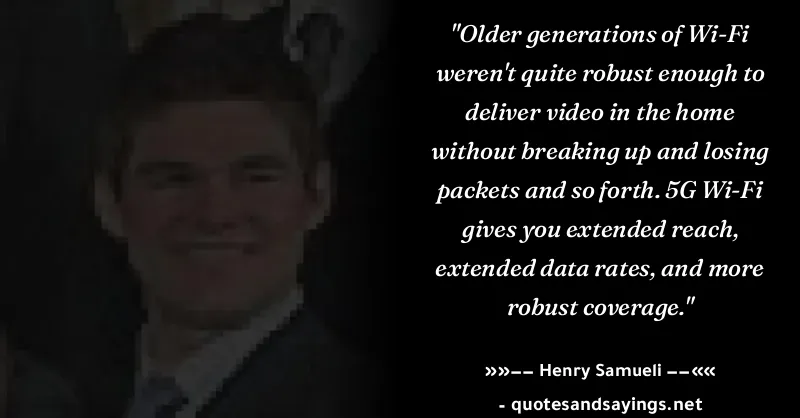 "Older generations of Wi-Fi
weren't quite robust enough to
deliver video in the home
without breaking up and losing
packets and so forth. 5G Wi-Fi
gives you extended reach,
extended data rates, and more
robust coverage."
»»–– Henry Samueli ––««
- quotesandsayings.net